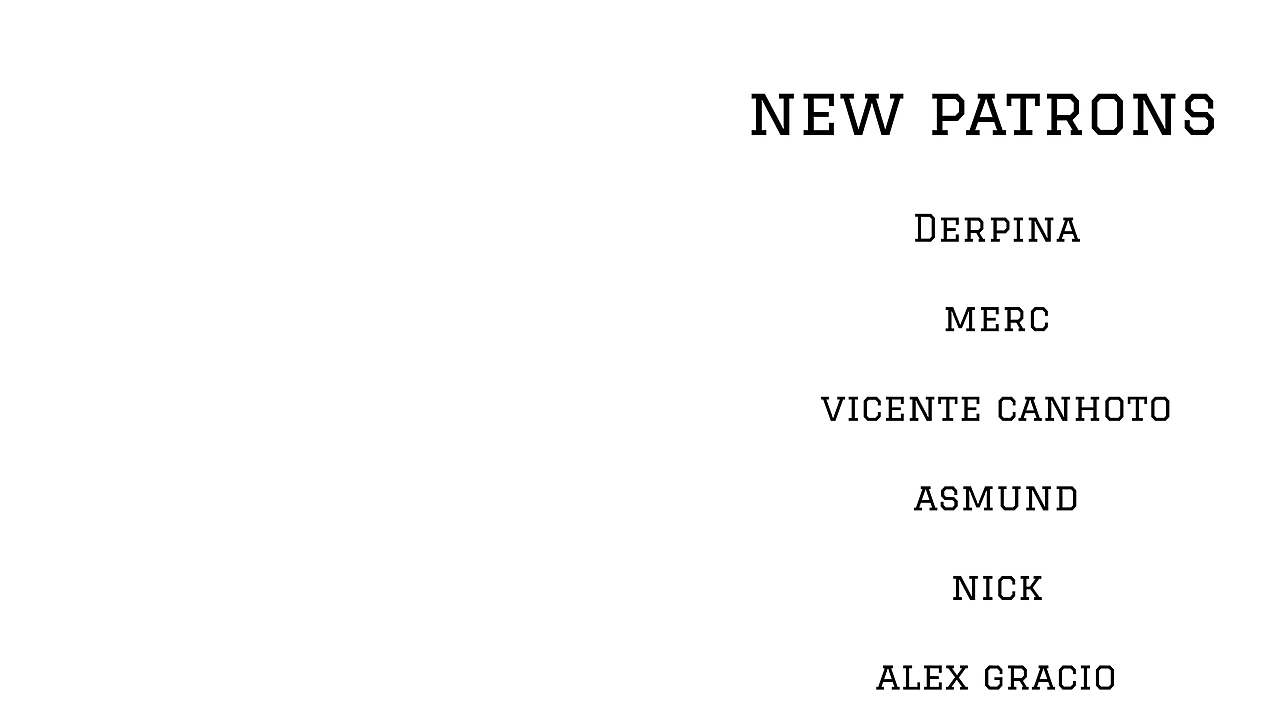 NEW PATRONS
DERPINA
MERC
VICENTE CANHOTO
ASMUND
NICK
ALEX GRACIO